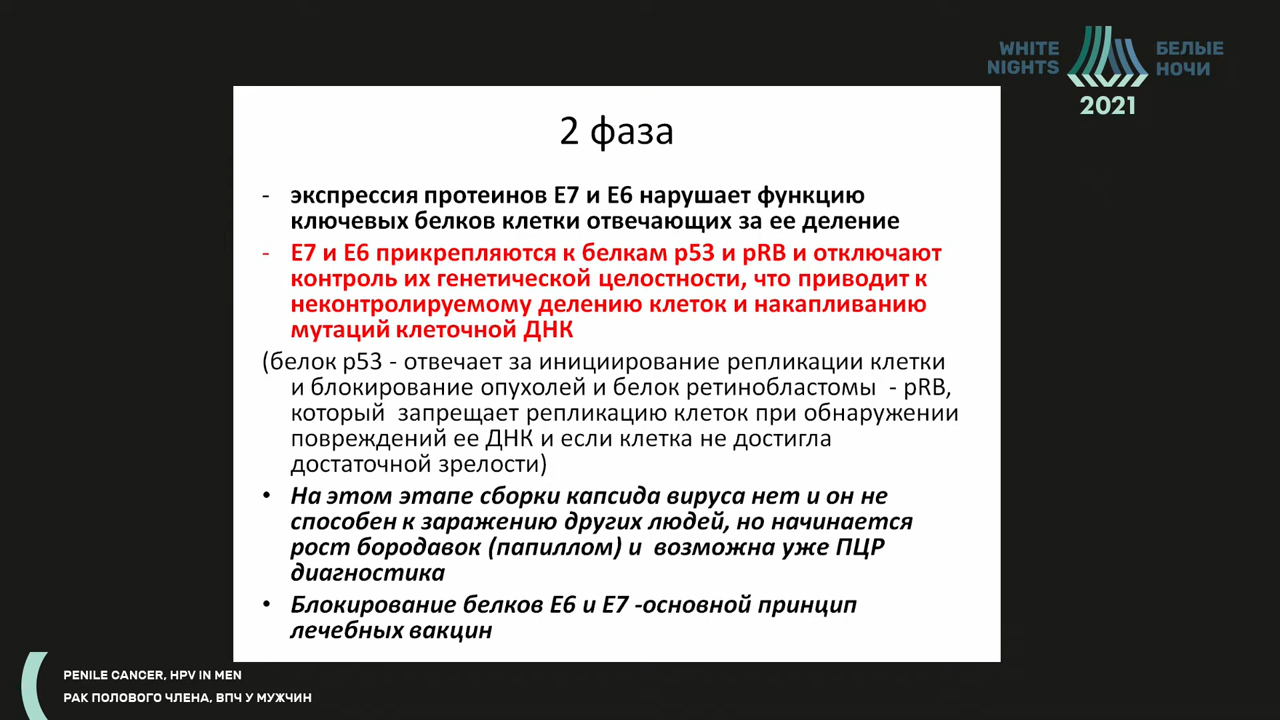 WHITE NIGHTS
БЕЛЫЕ НОЧИ
2021
2 фаза
- экспрессия протеинов E7 и E6 нарушает функцию
ключевых белков клетки отвечающих за ее деление
- E7 и E6 прикрепляются к белкам p53 и pRB и отключают
контроль их генетической целостности, что приводит к
неконтролируемому делению клеток и накапливанию
мутаций клеточной ДНК
(белок p53 - отвечает за инициирование репликации клетки
и блокирование опухолей и белок ретинобластомы - pRB,
который запрещает репликацию клеток при обнаружении
повреждений ее ДНК и если клетка не достигла
достаточной зрелости)
• На этом этапе сборки капсида вируса нет и он не
способен к заражению других людей, но начинается
рост бородавок (папиллом) и возможна уже ПЦР
диагностика
• Блокирование белков E6 и E7 -основной принцип
лечебных вакцин
PENILE CANCER, HPV IN MEN
РАК ПОЛОВОГО ЧЛЕНА, ВПЧ У МУЖЧИН